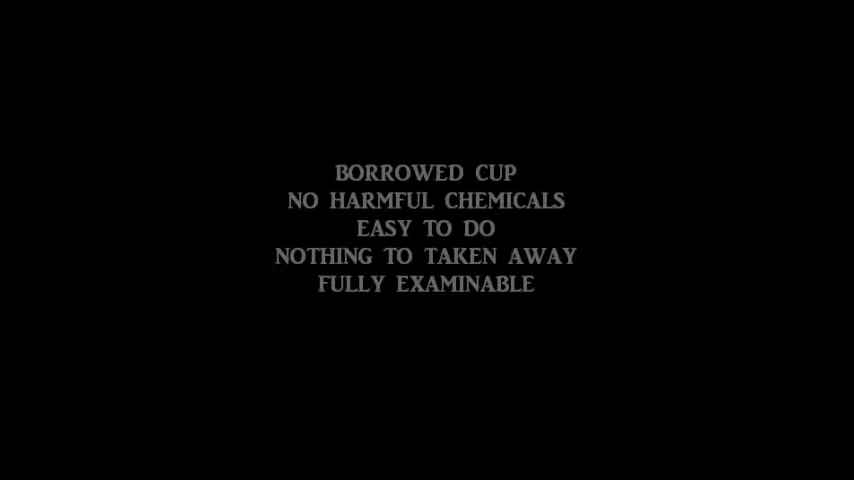 BORROWED CUP
NO HARMFUL CHEMICALS
EASY TO DO
NOTHING TO TAKEN AWAY
FULLY EXAMINABLE